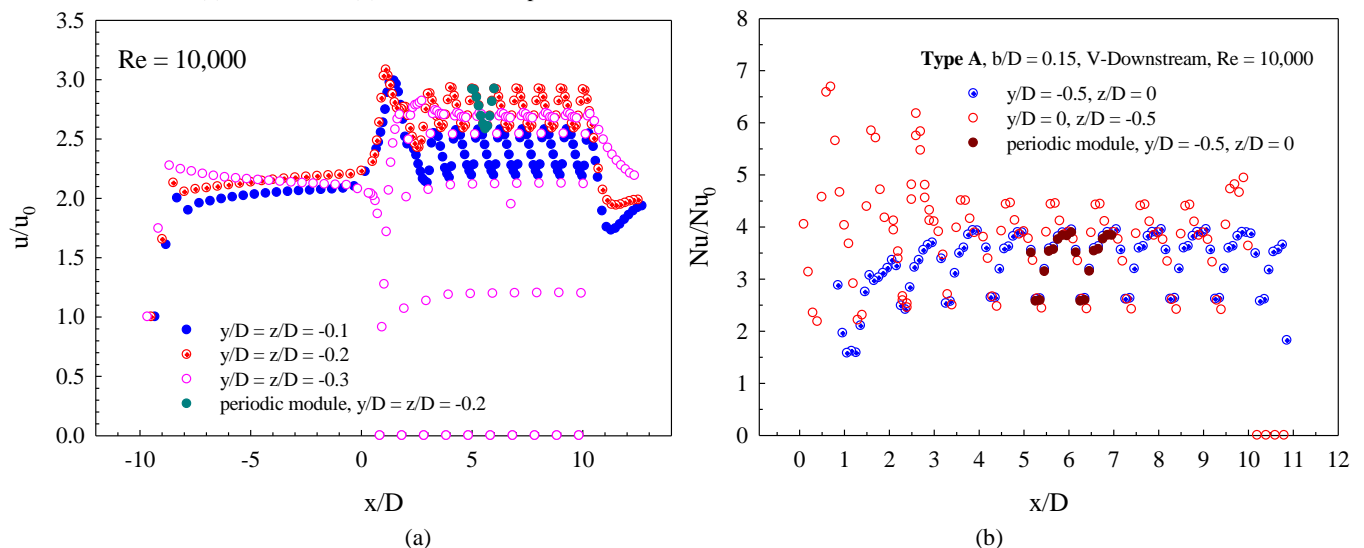 3.5
3.0
2.5
2.0
1.5
1.0
0.5
0.0
u/u0
Re = 10,000
y/D = z/D = -0.1
y/D = z/D = -0.2
y/D = z/D = -0.3
periodic module, y/D = z/D = -0.2
-10 -5 0 5 10
x/D
(a)
8
7
6
5
4
3
2
1
0
Nu/Nu0
Type A, b/D = 0.15, V-Downstream, Re = 10,000
y/D = -0.5, z/D = 0
y/D = 0, z/D = -0.5
periodic module, y/D = -0.5, z/D = 0
0 1 2 3 4 5 6 7 8 9 10 11 12
x/D
(b)